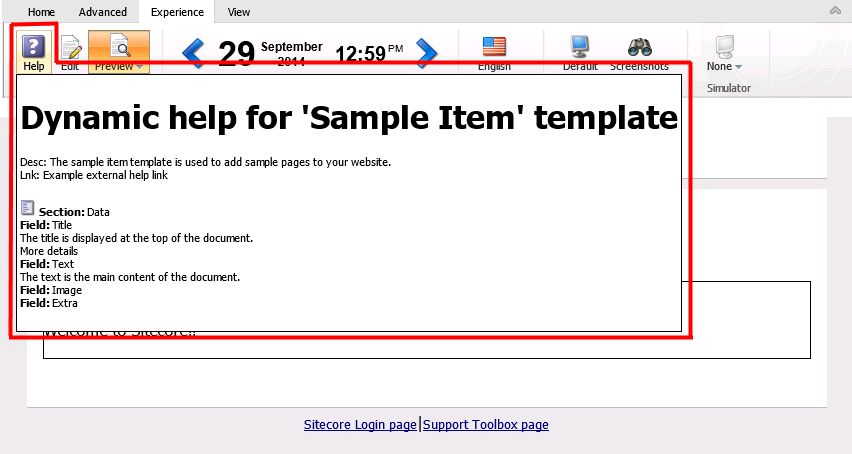 Home Advanced Experience View
Help Edit Preview 29 September 2014 12:59 PM English Default Screenshots None
Simulator
Dynamic help for 'Sample Item' template
Desc: The sample item template is used to add sample pages to your website.
Lnk: Example external help link
Section: Data
Field: Title
The title is displayed at the top of the document.
More details
Field: Text
The text is the main content of the document.
Field: Image
Field: Extra
Welcome to Sitecore!!
Sitecore Login page|Support Toolbox page